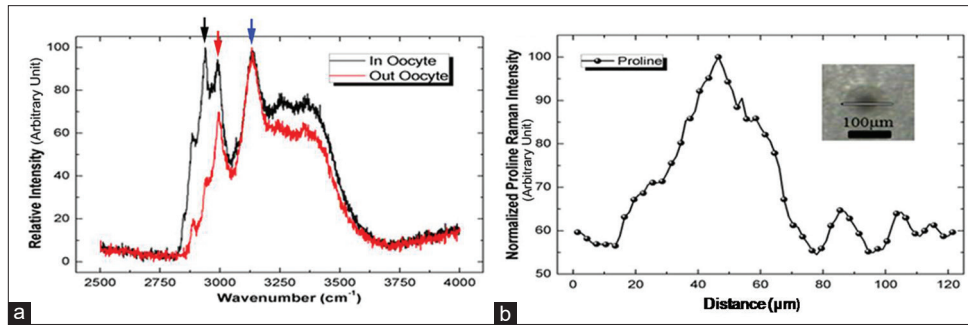 Relative Intensity (Arbitrary Unit)
100
80
60
40
20
0
In Oocyte
Out Oocyte
2500 2750 3000 3250 3500 3750 4000
Wavenumber (cm⁻¹)
a
Normalized Proline Raman Intensity
(Arbitrary Unit)
100
90
80
70
60
50
Proline
100µm
0 20 40 60 80 100 120
Distance (µm)
b